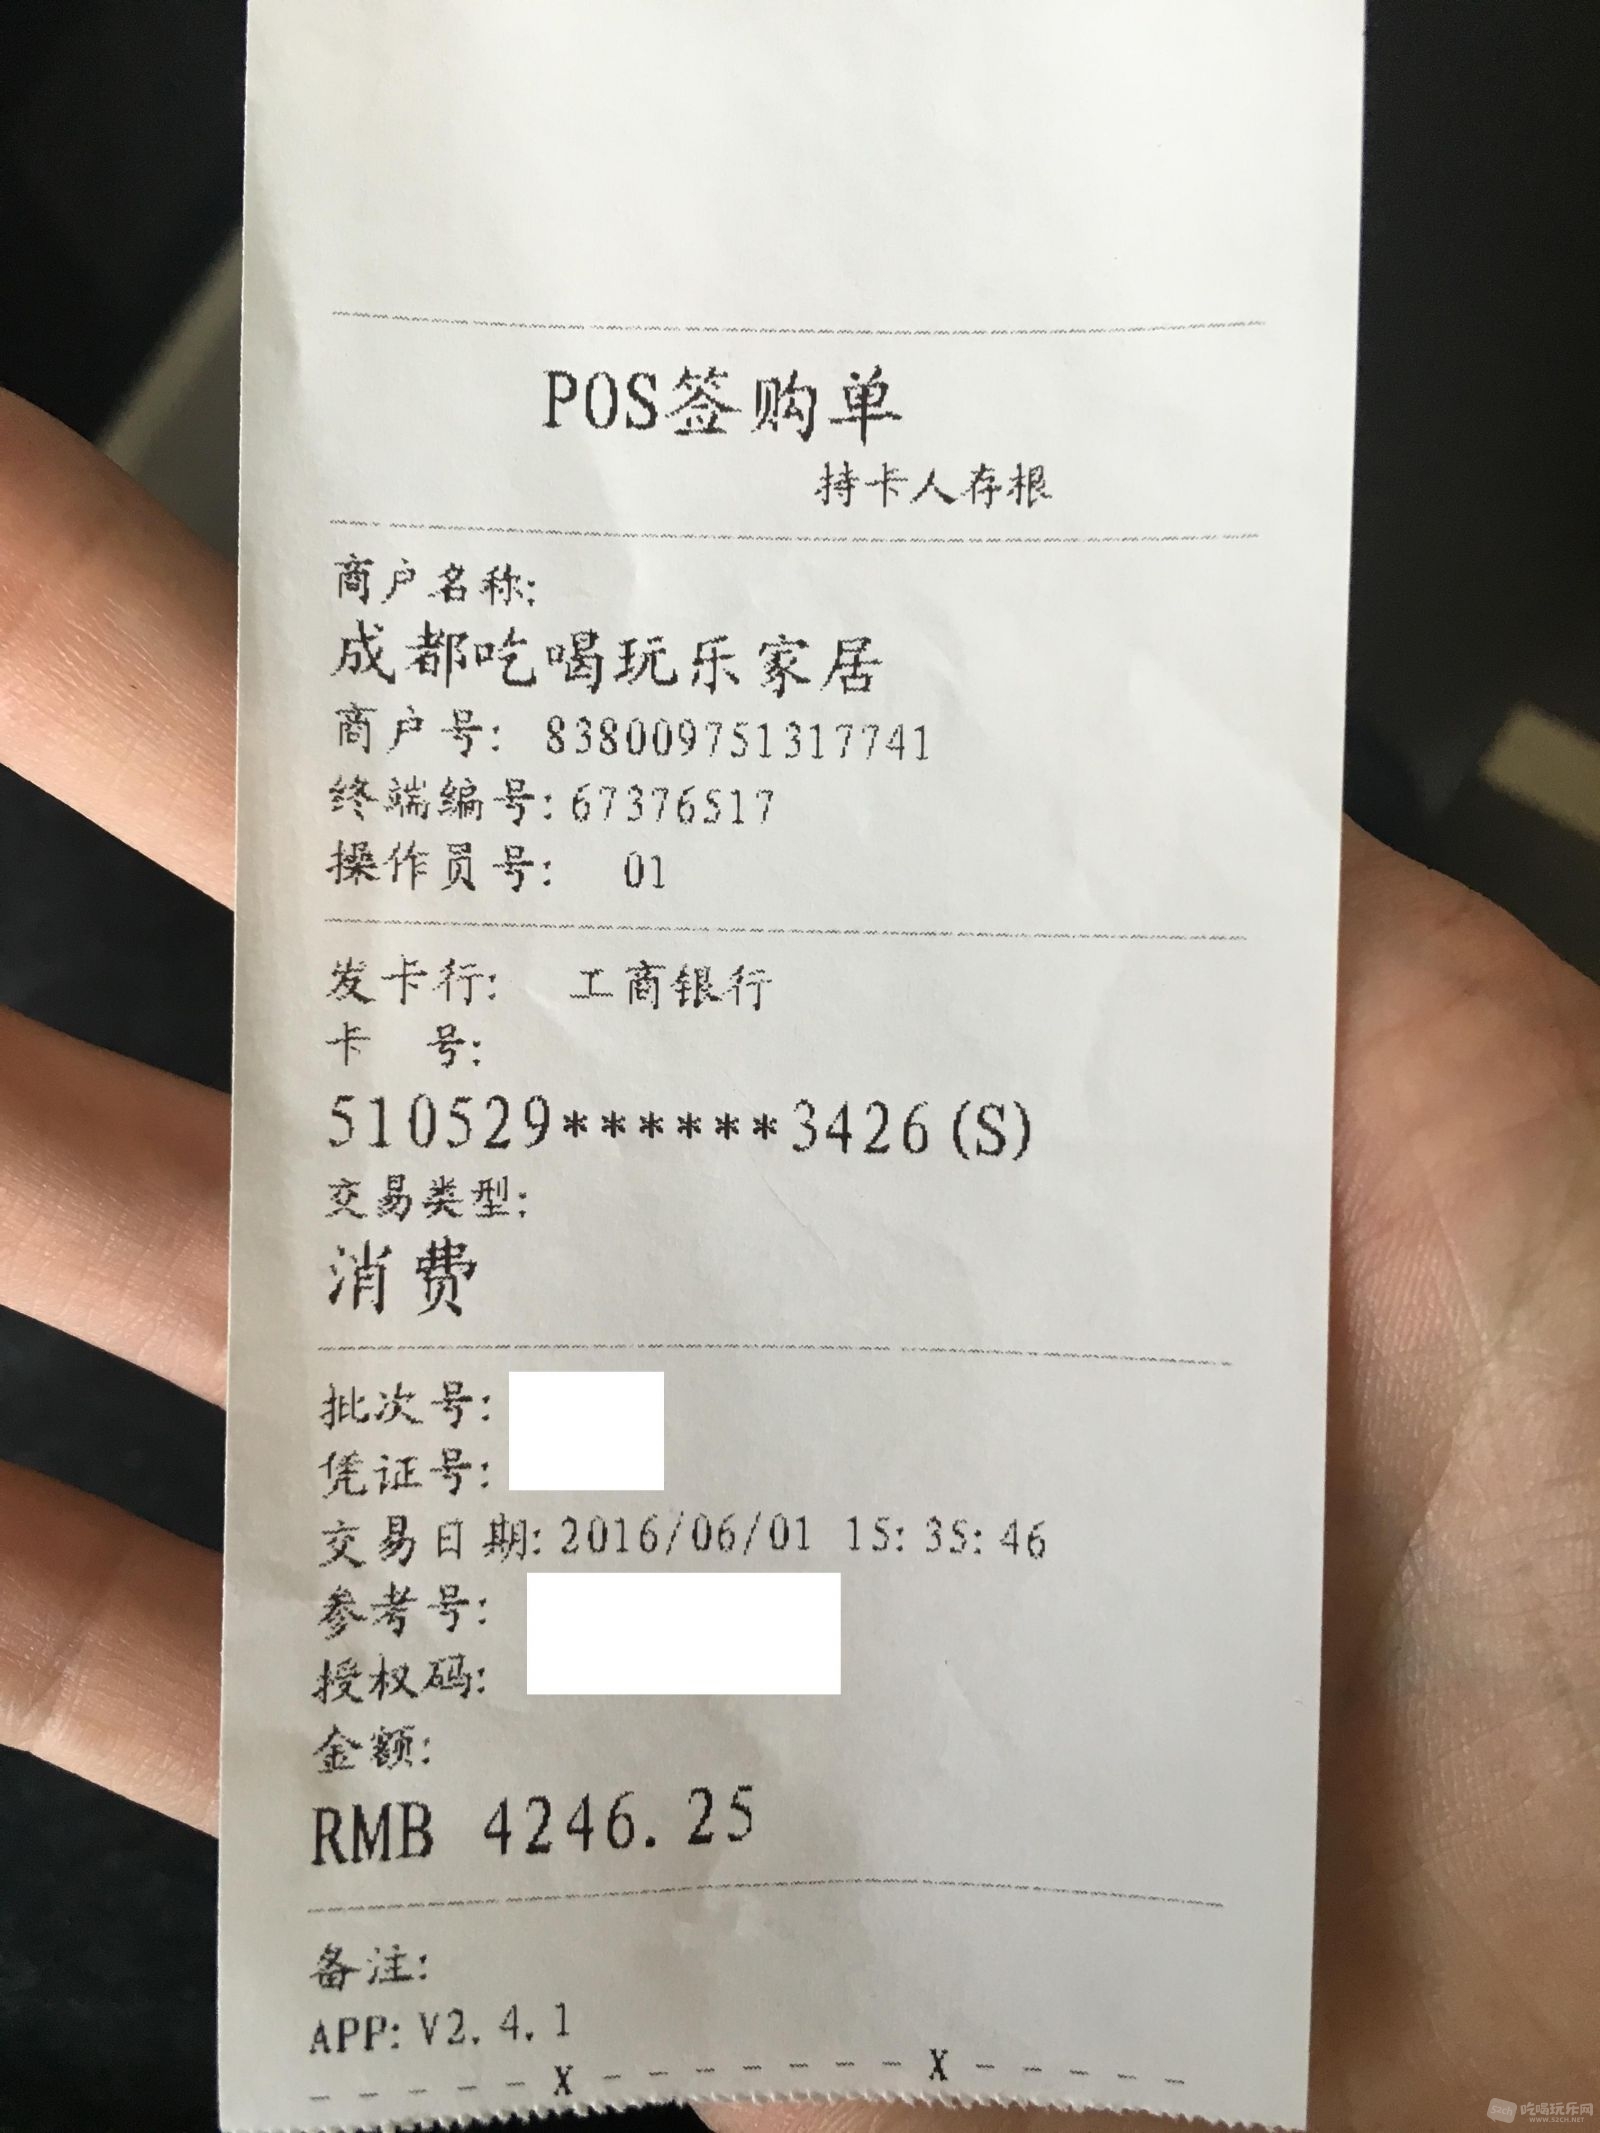 POS签购单
持卡人存根
商户名称:
成都吃喝玩乐家居
商户号: 838009751317741
终端编号:67376517
操作员号: 01
发卡行: 工商银行
卡 号:
510529******3426(S)
交易类型:
消费
批次号:
凭证号:
交易日期:2016/06/01 15:35:46
参考号:
授权码:
金额:
RMB 4246.25
备注:
APP:V2.4.1
- - - - - X - - - - - - - X - - - - -
52ch 吃喝玩乐网
WWW.52CH.NET